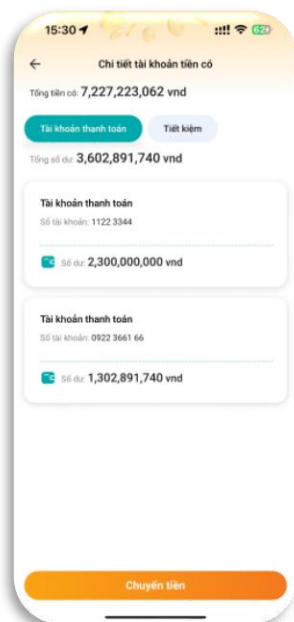 15:30
62
Chi tiết tài khoản tiền có
Tổng tiền có: 7,227,223,062 vnd
Tài khoản thanh toán Tiết kiệm
Tổng số dư: 3,602,891,740 vnd
Tài khoản thanh toán
Số tài khoản: 1122 3344
Số dư: 2,300,000,000 vnd
Tài khoản thanh toán
Số tài khoản: 0922 3661 66
Số dư: 1,302,891,740 vnd
Chuyển tiền